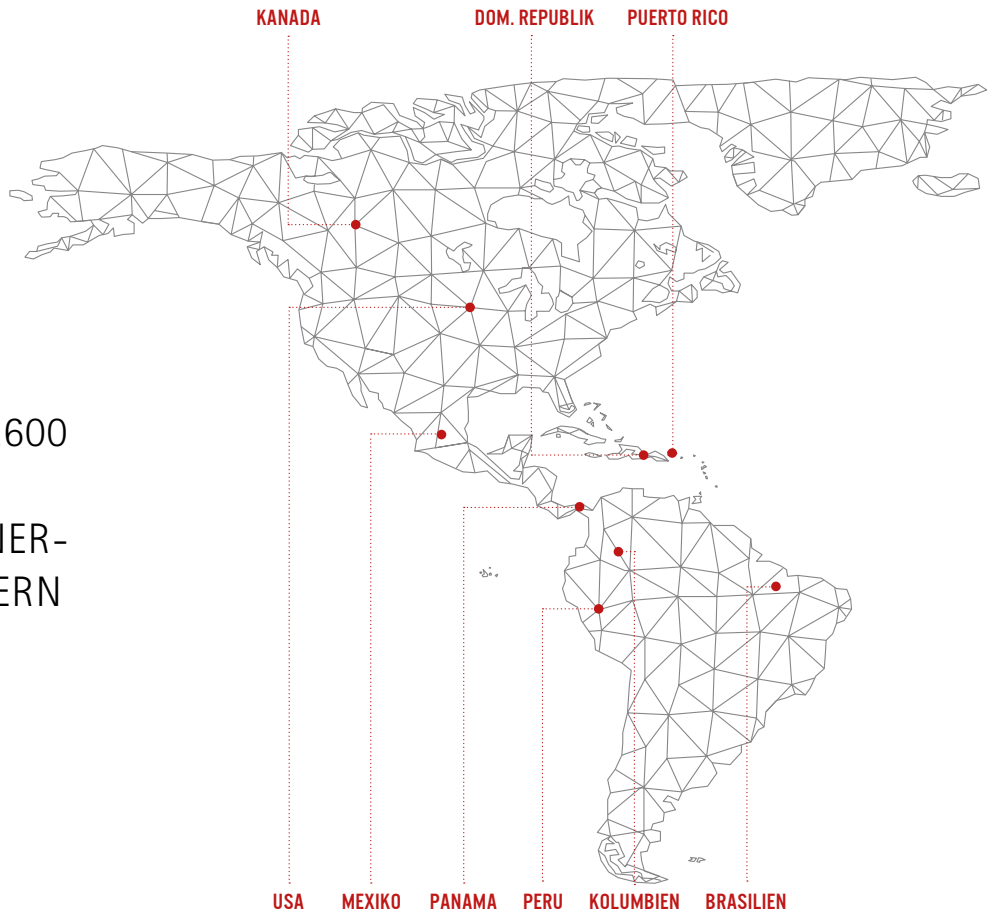 KANADA DOM. REPUBLIK PUERTO RICO
600
NER-
ERN
USA MEXIKO PANAMA PERU KOLUMBIEN BRASILIEN